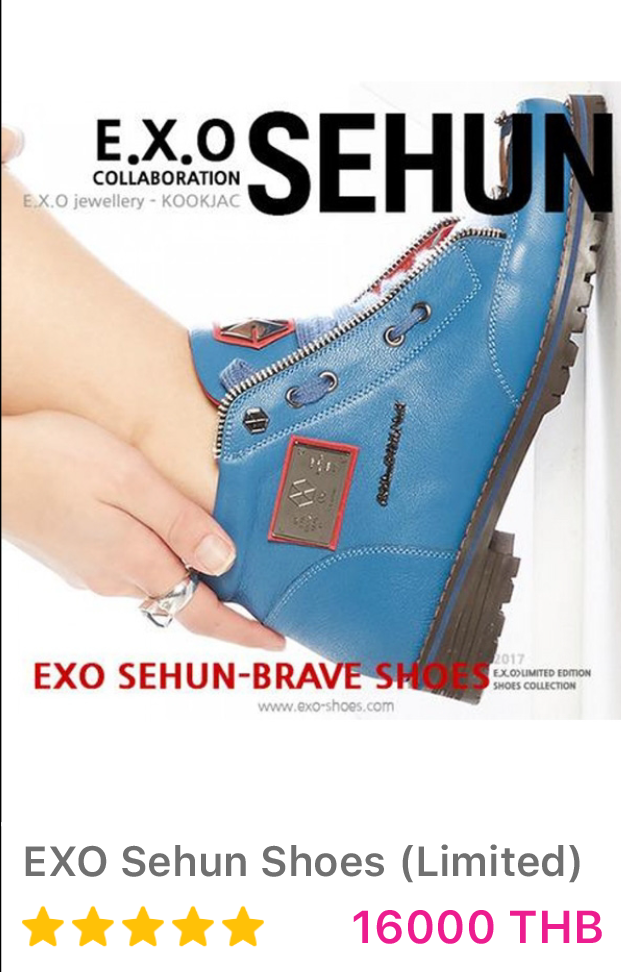 E.X.O
SEHUN
COLLABORATION
E.X.O jewellery - KOOKJAC
EXO SEHUN-BRAVE SHOES
2017
E.X.O LIMITED EDITION
SHOES COLLECTION
www.exo-shoes.com
EXO Sehun Shoes (Limited)
16000 THB